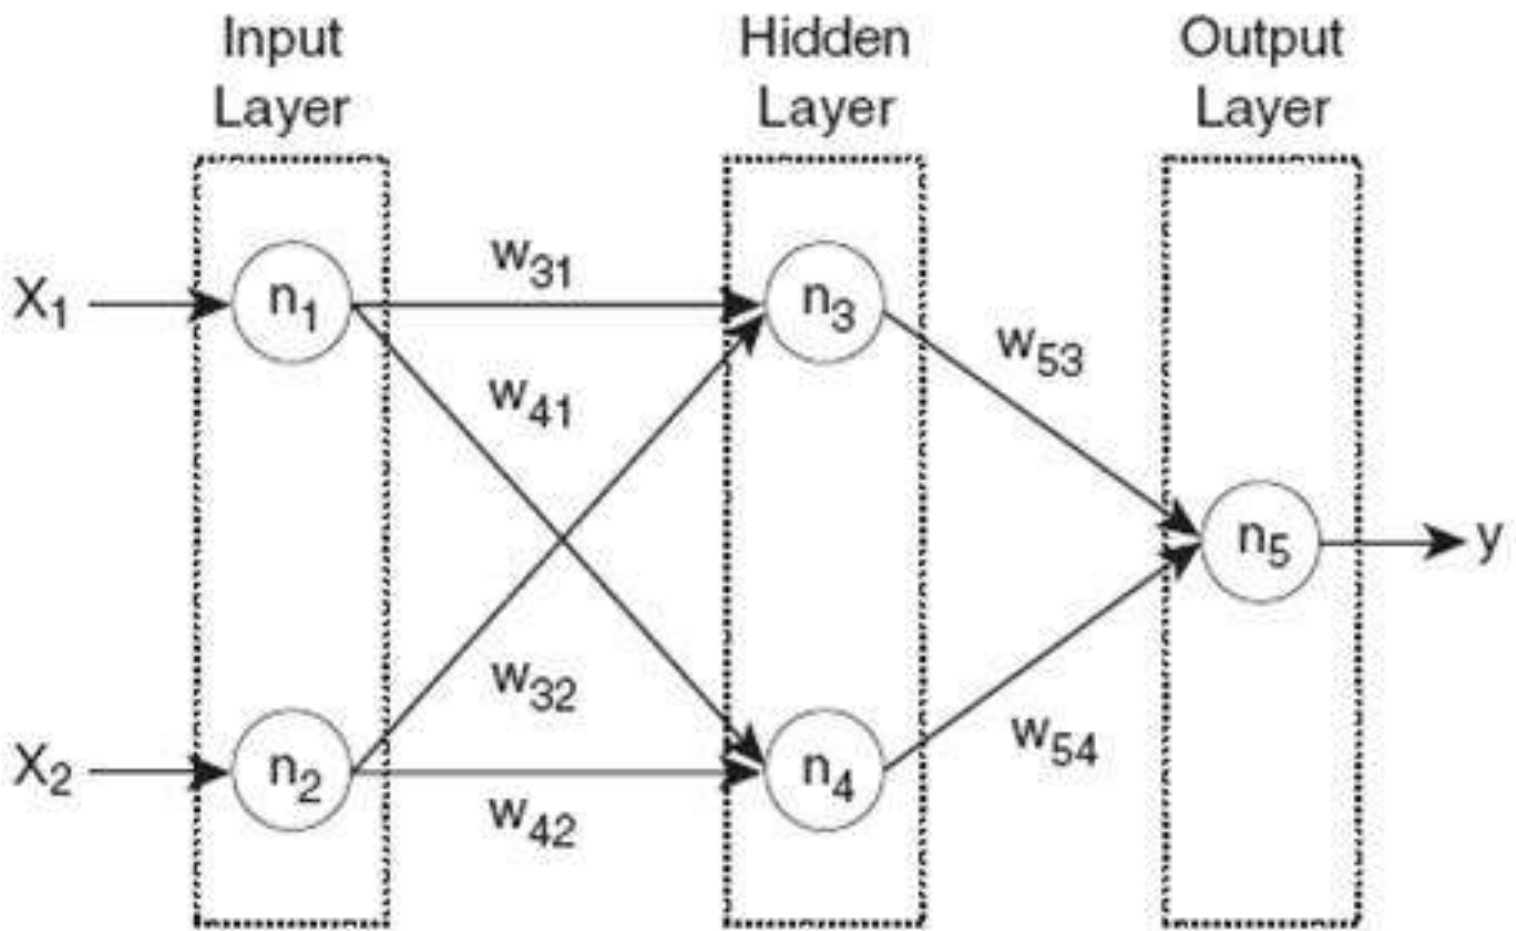 Input
Layer
Hidden
Layer
Output
Layer
X₁
n₁
w₃₁
n₃
w₄₁
w₅₃
n₅
y
w₃₂
X₂
n₂
w₄₂
n₄
w₅₄